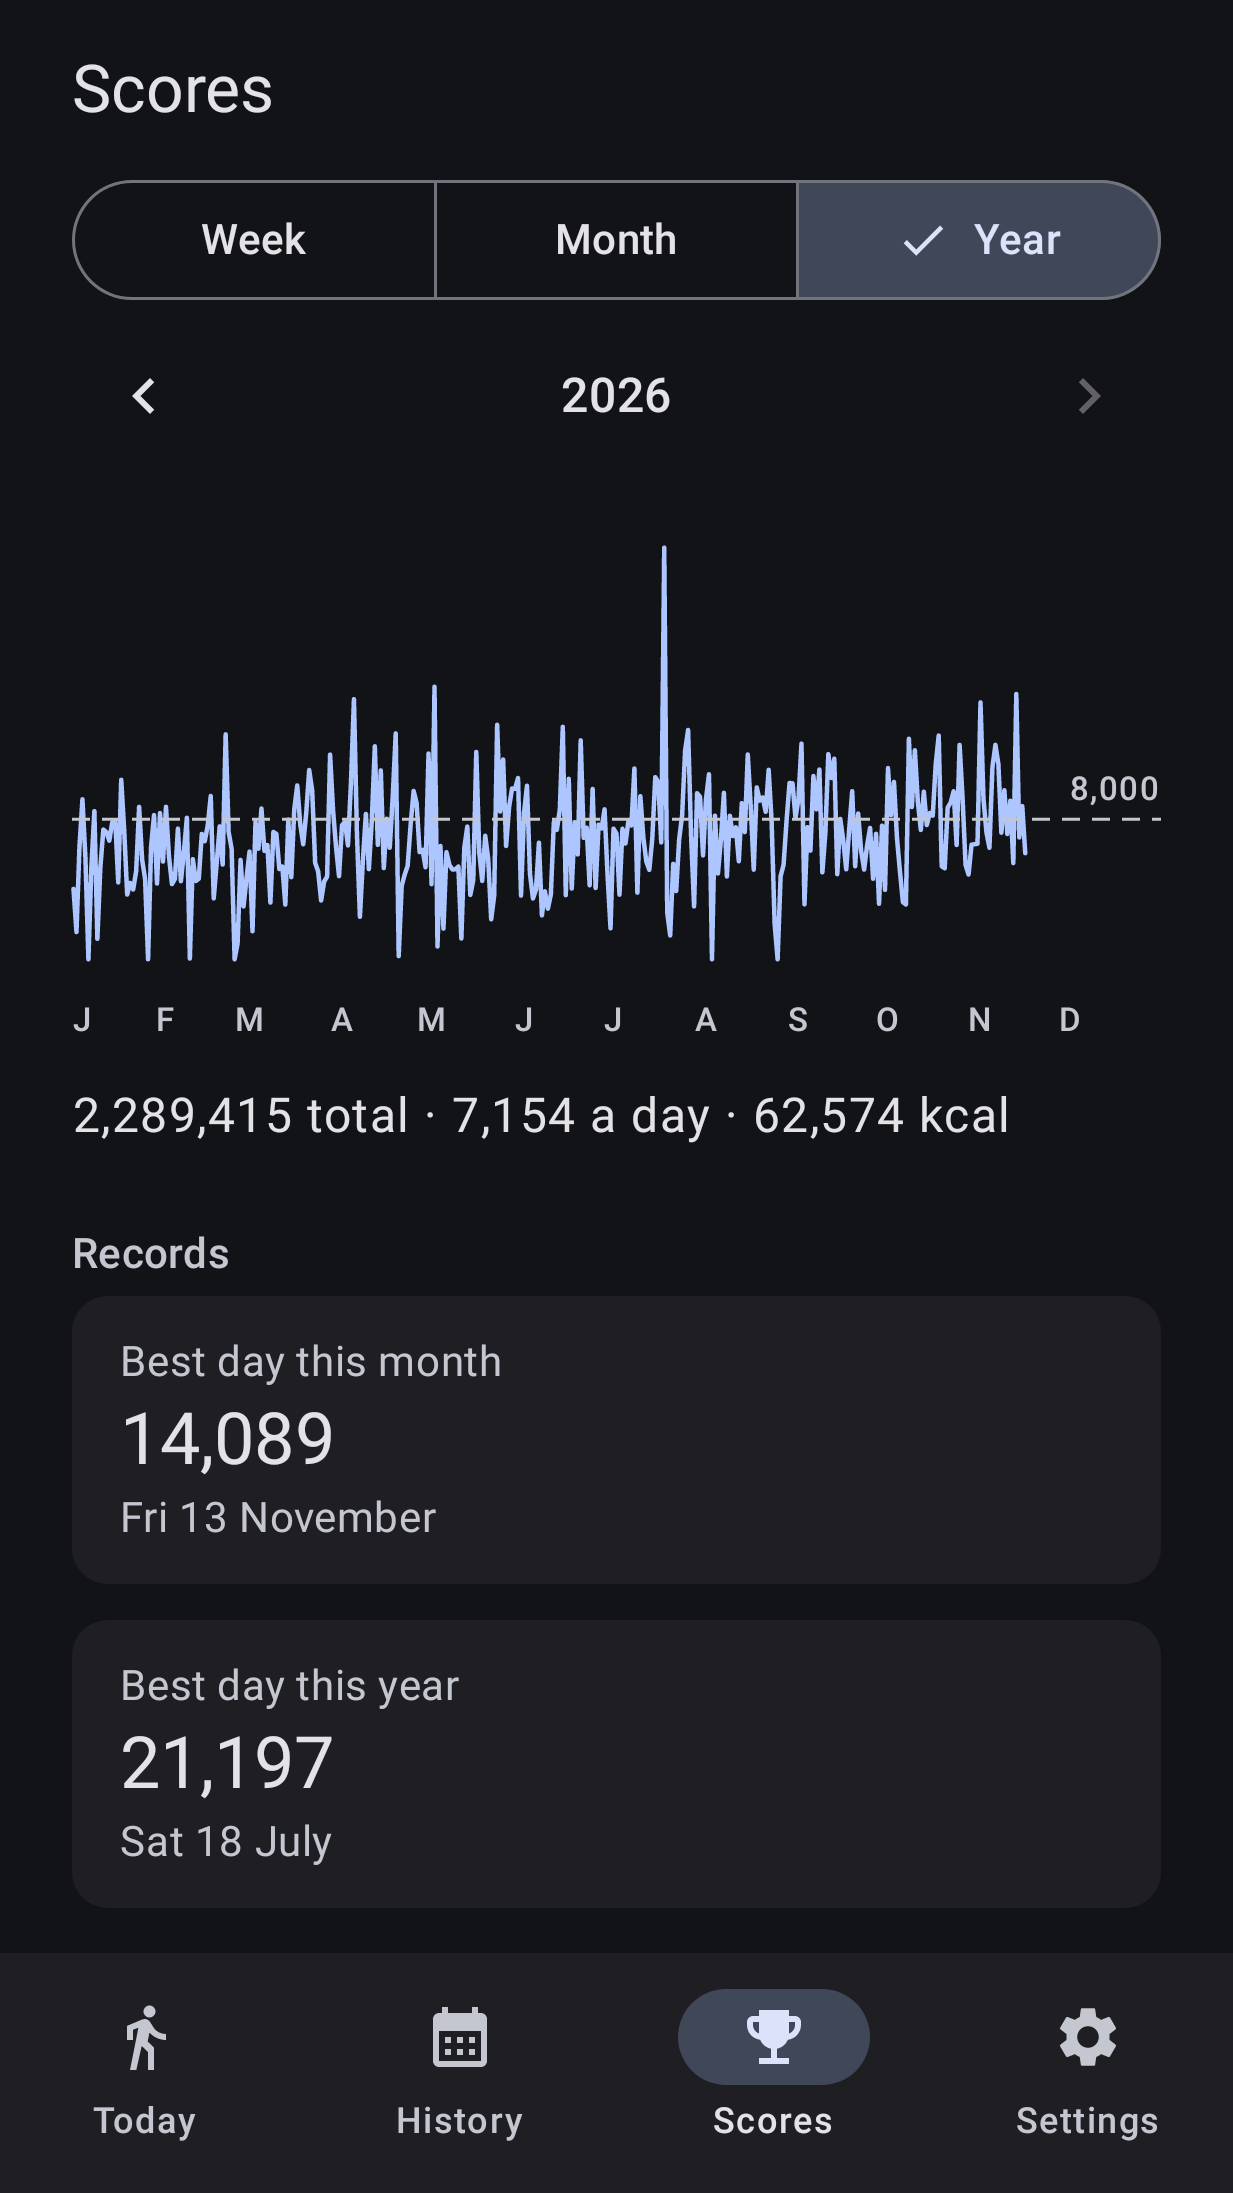 Scores
Week Month Year
2026
8,000
J F M A M J J A S O N D
2,289,415 total · 7,154 a day · 62,574 kcal
Records
Best day this month
14,089
Fri 13 November
Best day this year
21,197
Sat 18 July
Today History Scores Settings